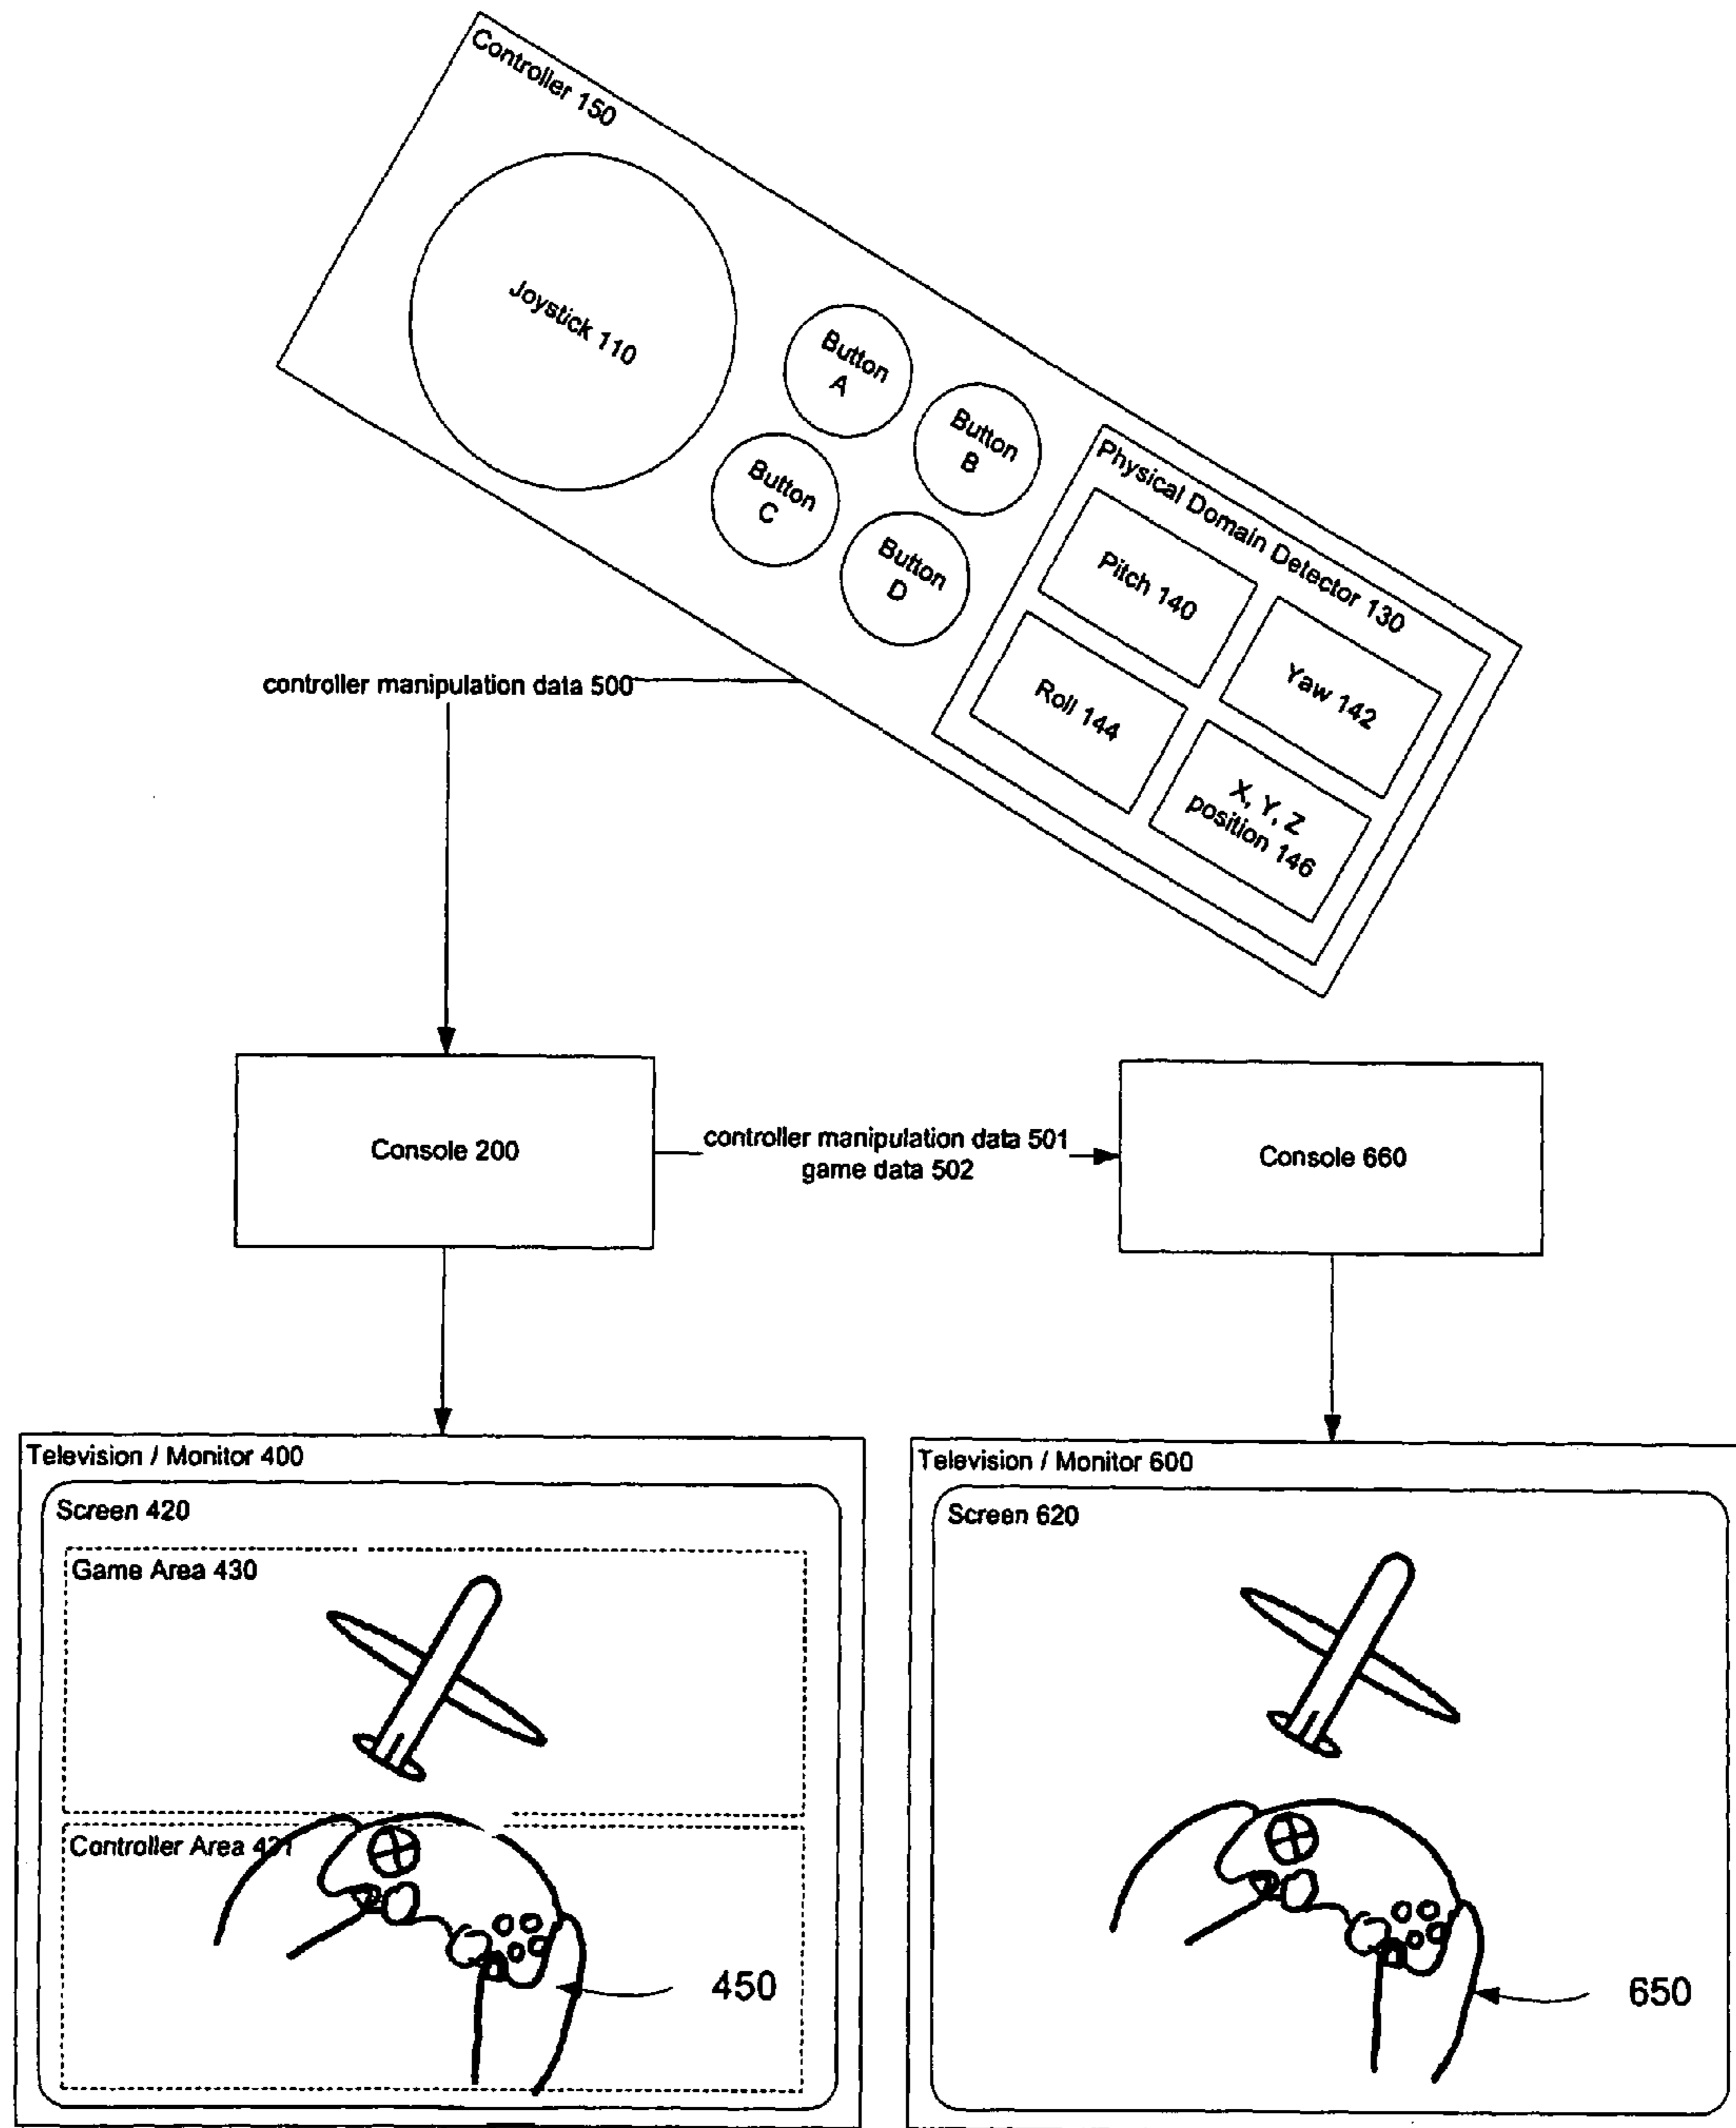 Controller 150
Joystick 110
Button
A
Button
B
Button
C
Button
D
Physical Domain Detector 130
Pitch 140
Yaw 142
Roll 144
X, Y, Z
position 146
controller manipulation data 500
Console 200
controller manipulation data 501
game data 502
Console 660
Television / Monitor 400
Screen 420
Game Area 430
Controller Area
450
Television / Monitor 600
Screen 620
650